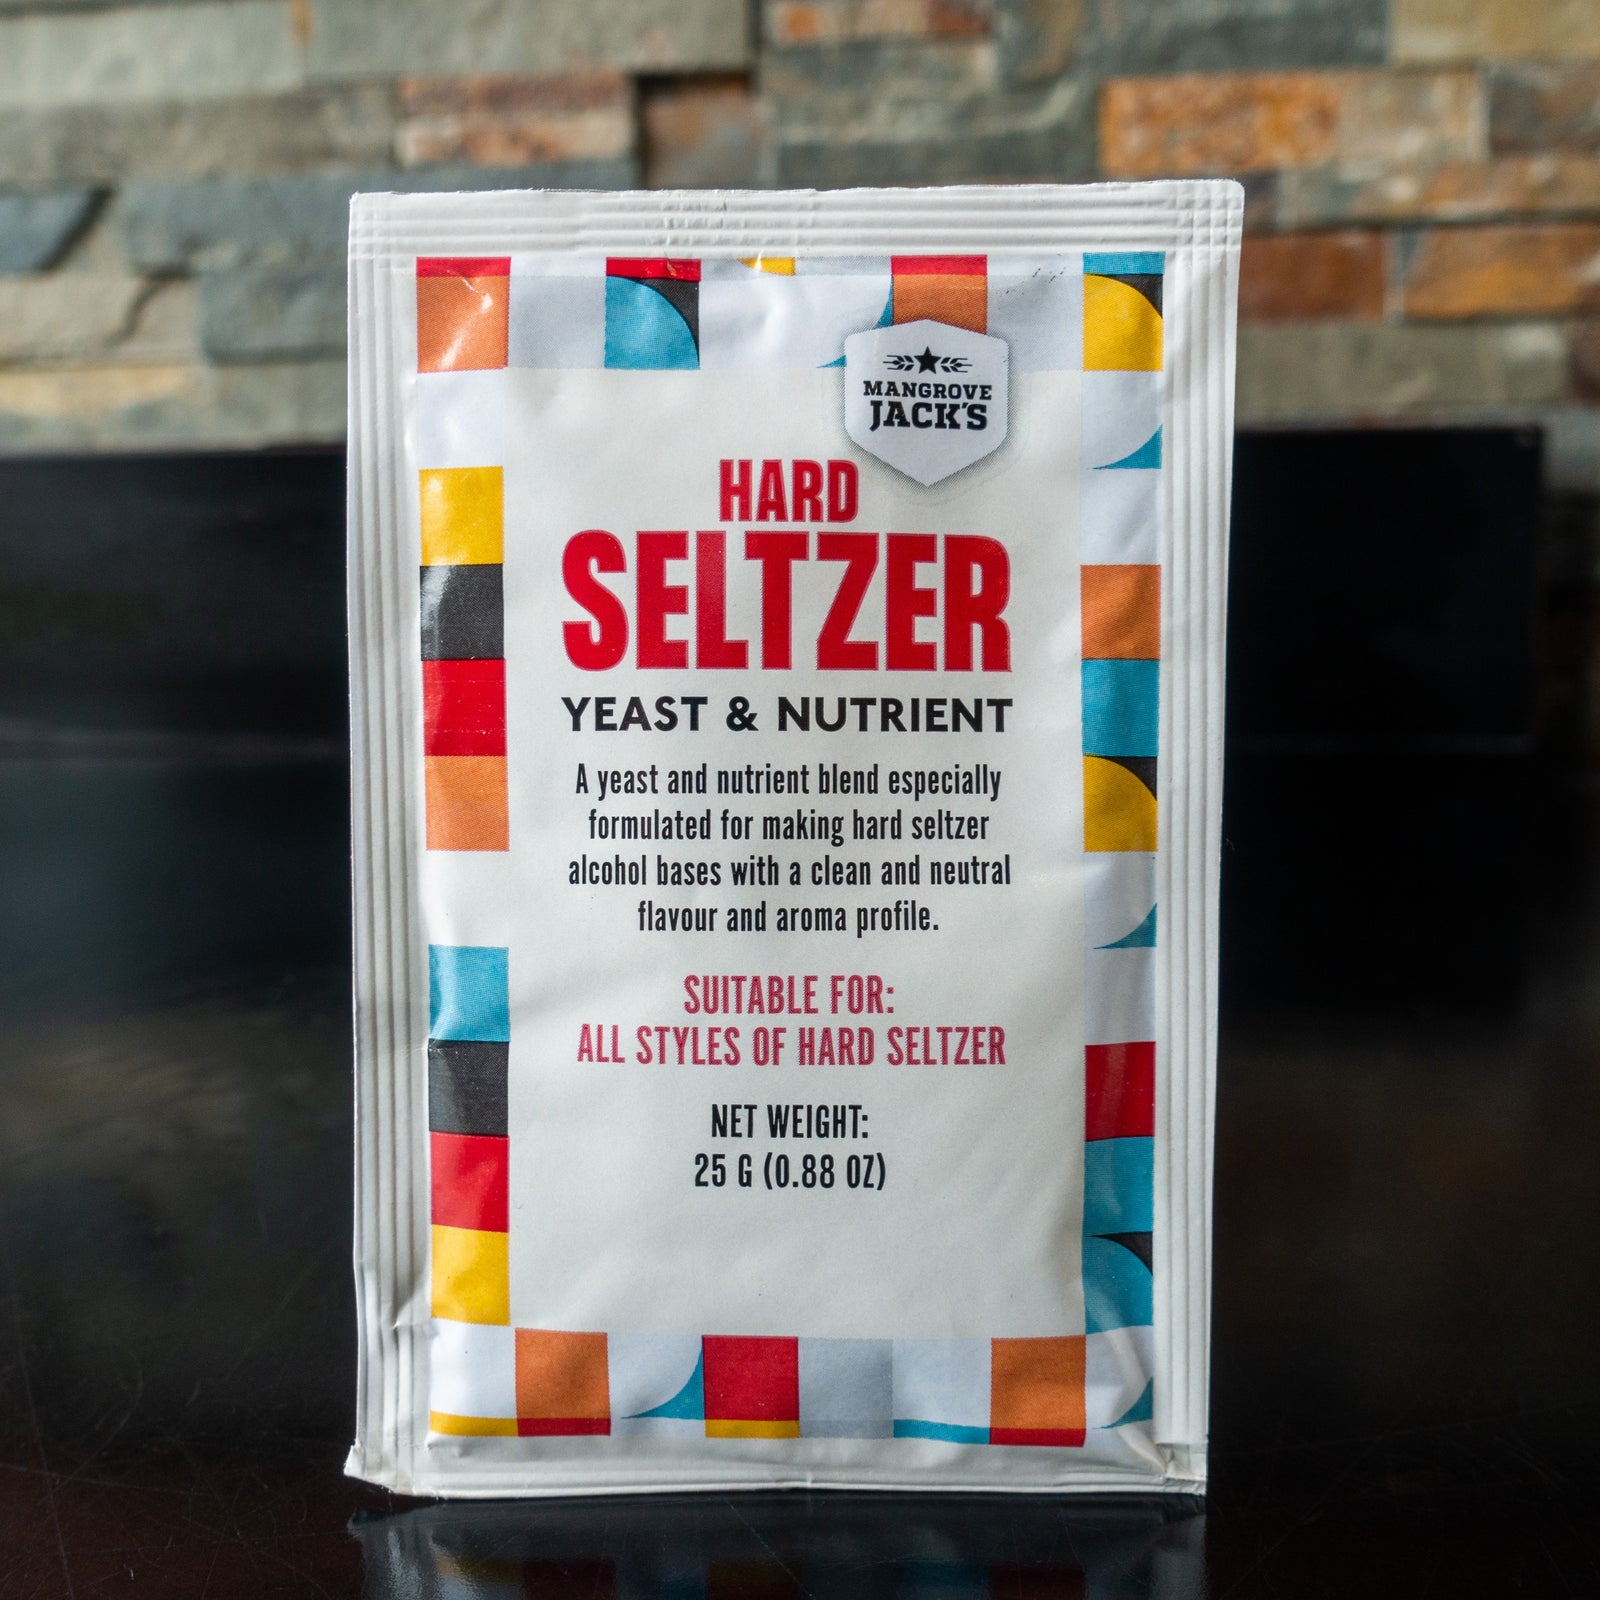 MANGROVE
JACK'S
HARD
SELTZER
YEAST & NUTRIENT
A yeast and nutrient blend especially
formulated for making hard seltzer
alcohol bases with a clean and neutral
flavour and aroma profile.
SUITABLE FOR:
ALL STYLES OF HARD SELTZER
NET WEIGHT:
25 G (0.88 OZ)